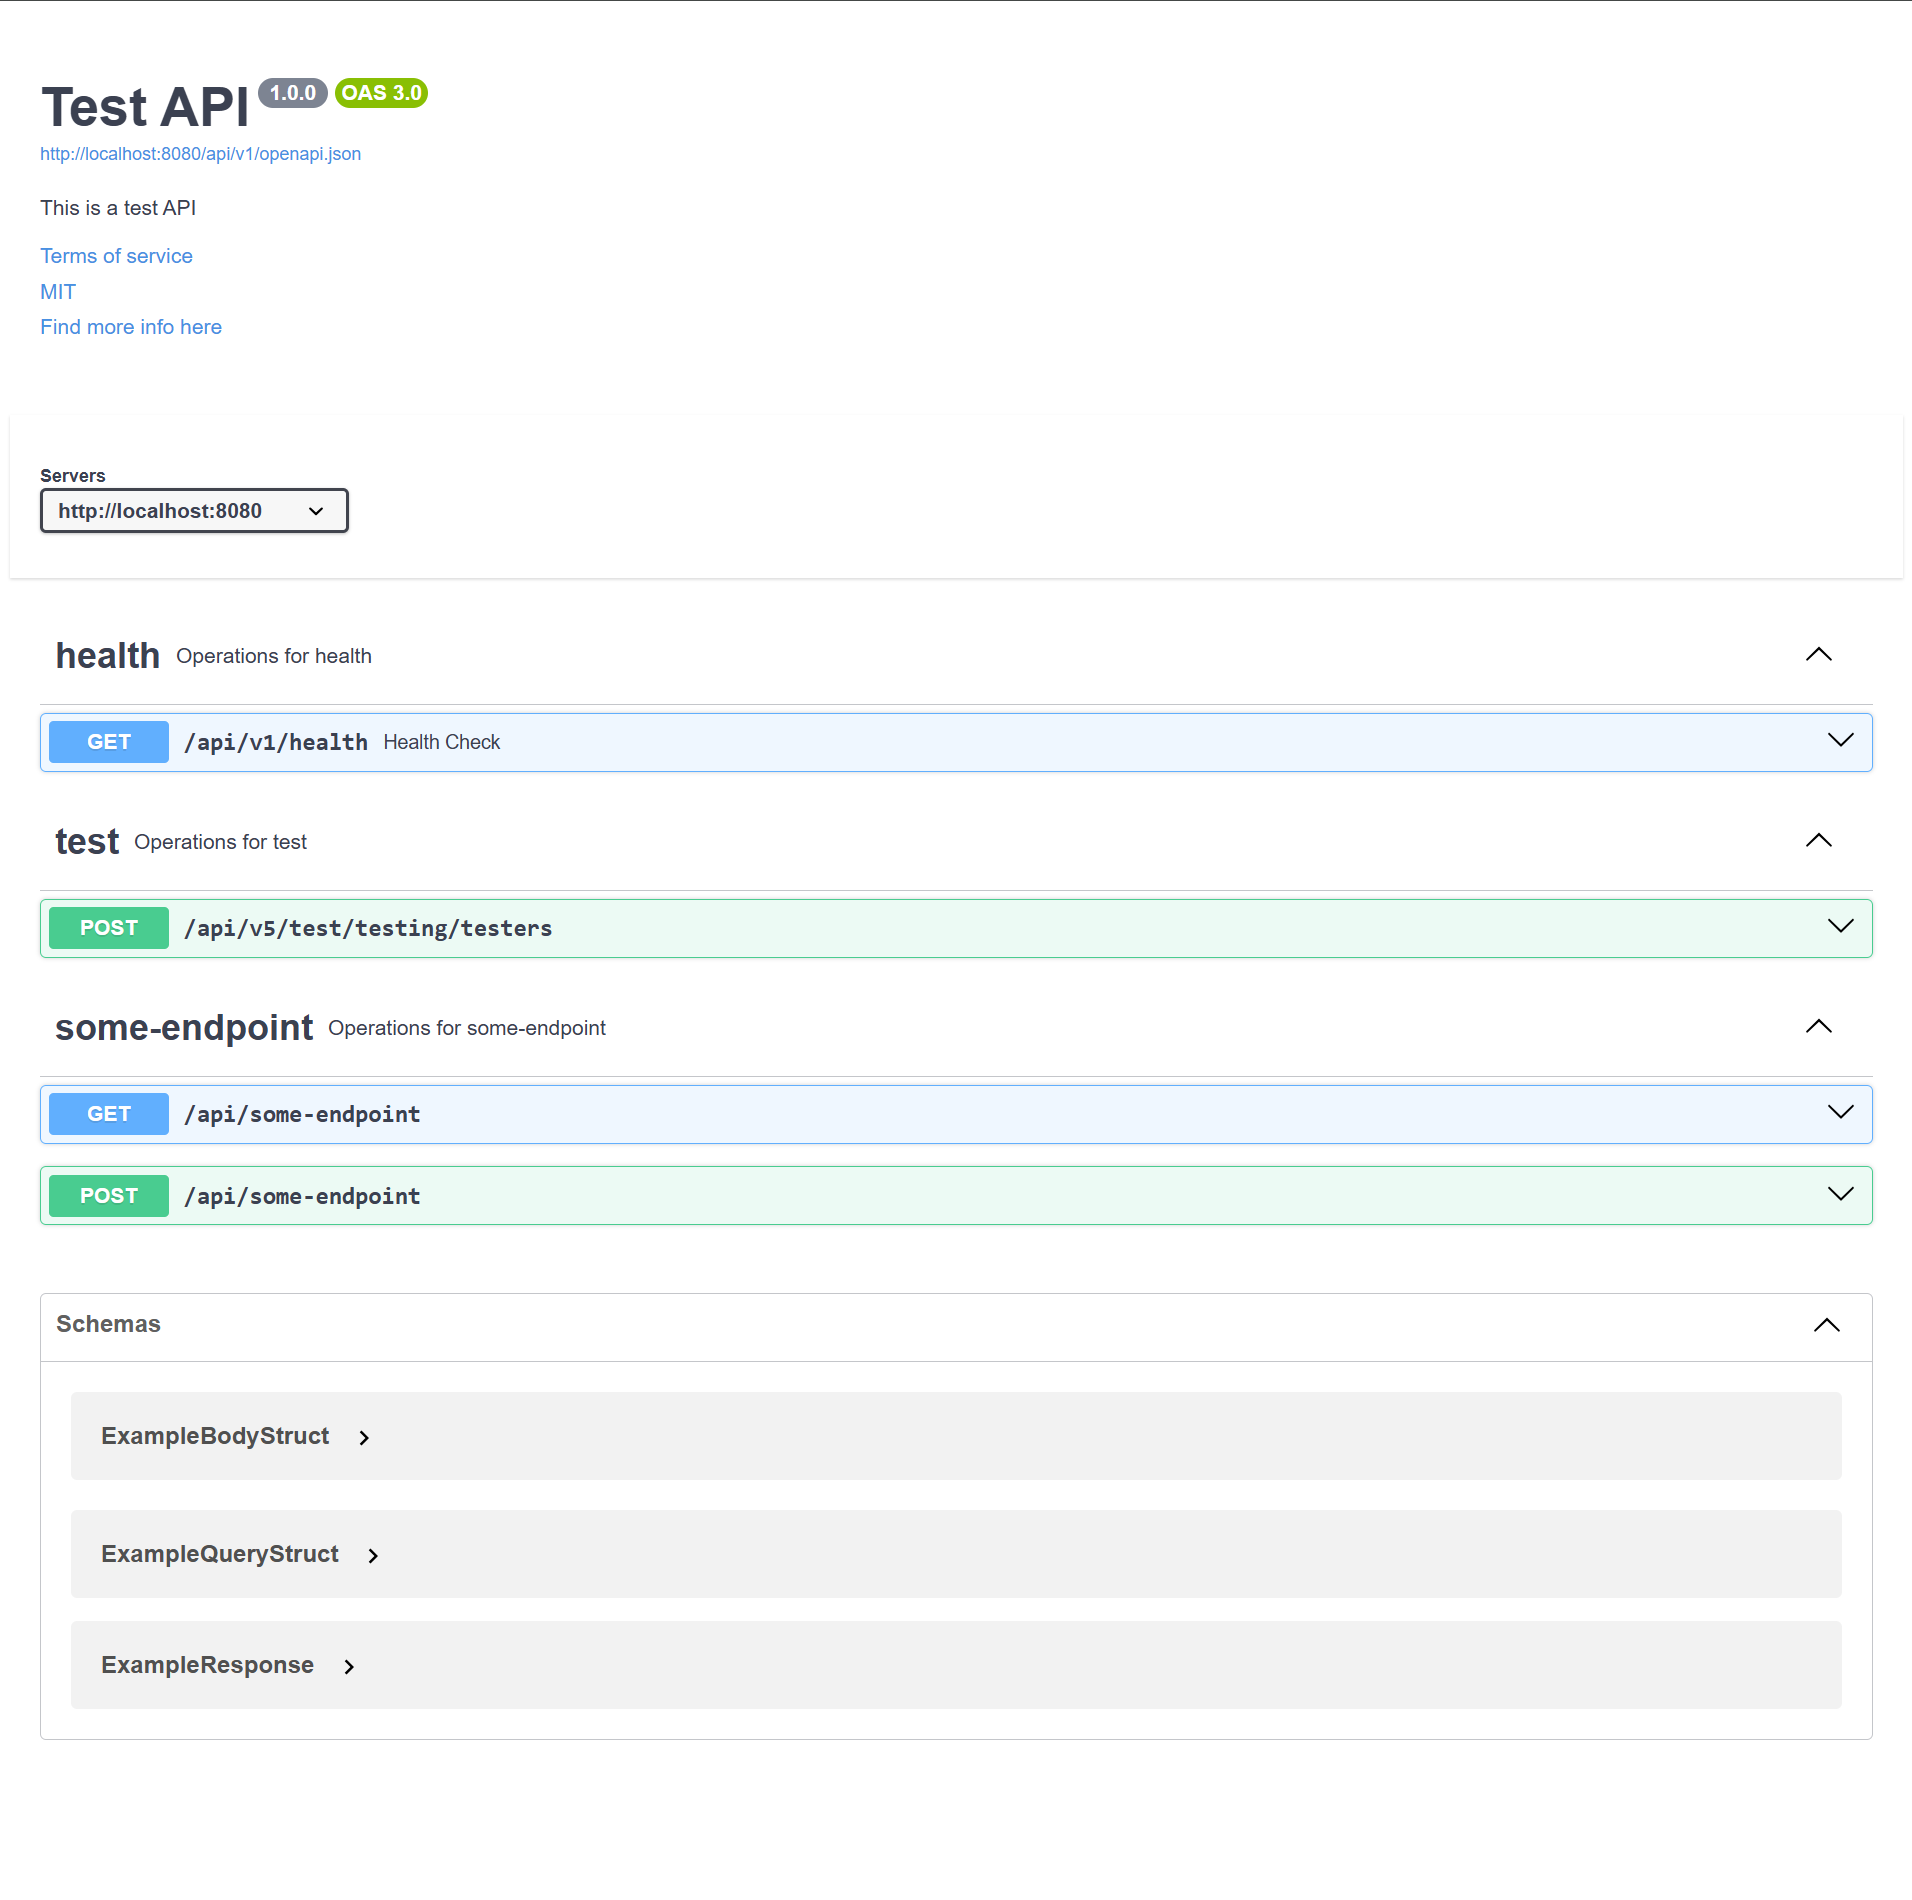 Test API 1.0.0 OAS 3.0
http://localhost:8080/api/v1/openapi.json
This is a test API
Terms of service
MIT
Find more info here
Servers
http://localhost:8080
health Operations for health
GET /api/v1/health Health Check
test Operations for test
POST /api/v5/test/testing/testers
some-endpoint Operations for some-endpoint
GET /api/some-endpoint
POST /api/some-endpoint
Schemas
ExampleBodyStruct
ExampleQueryStruct
ExampleResponse